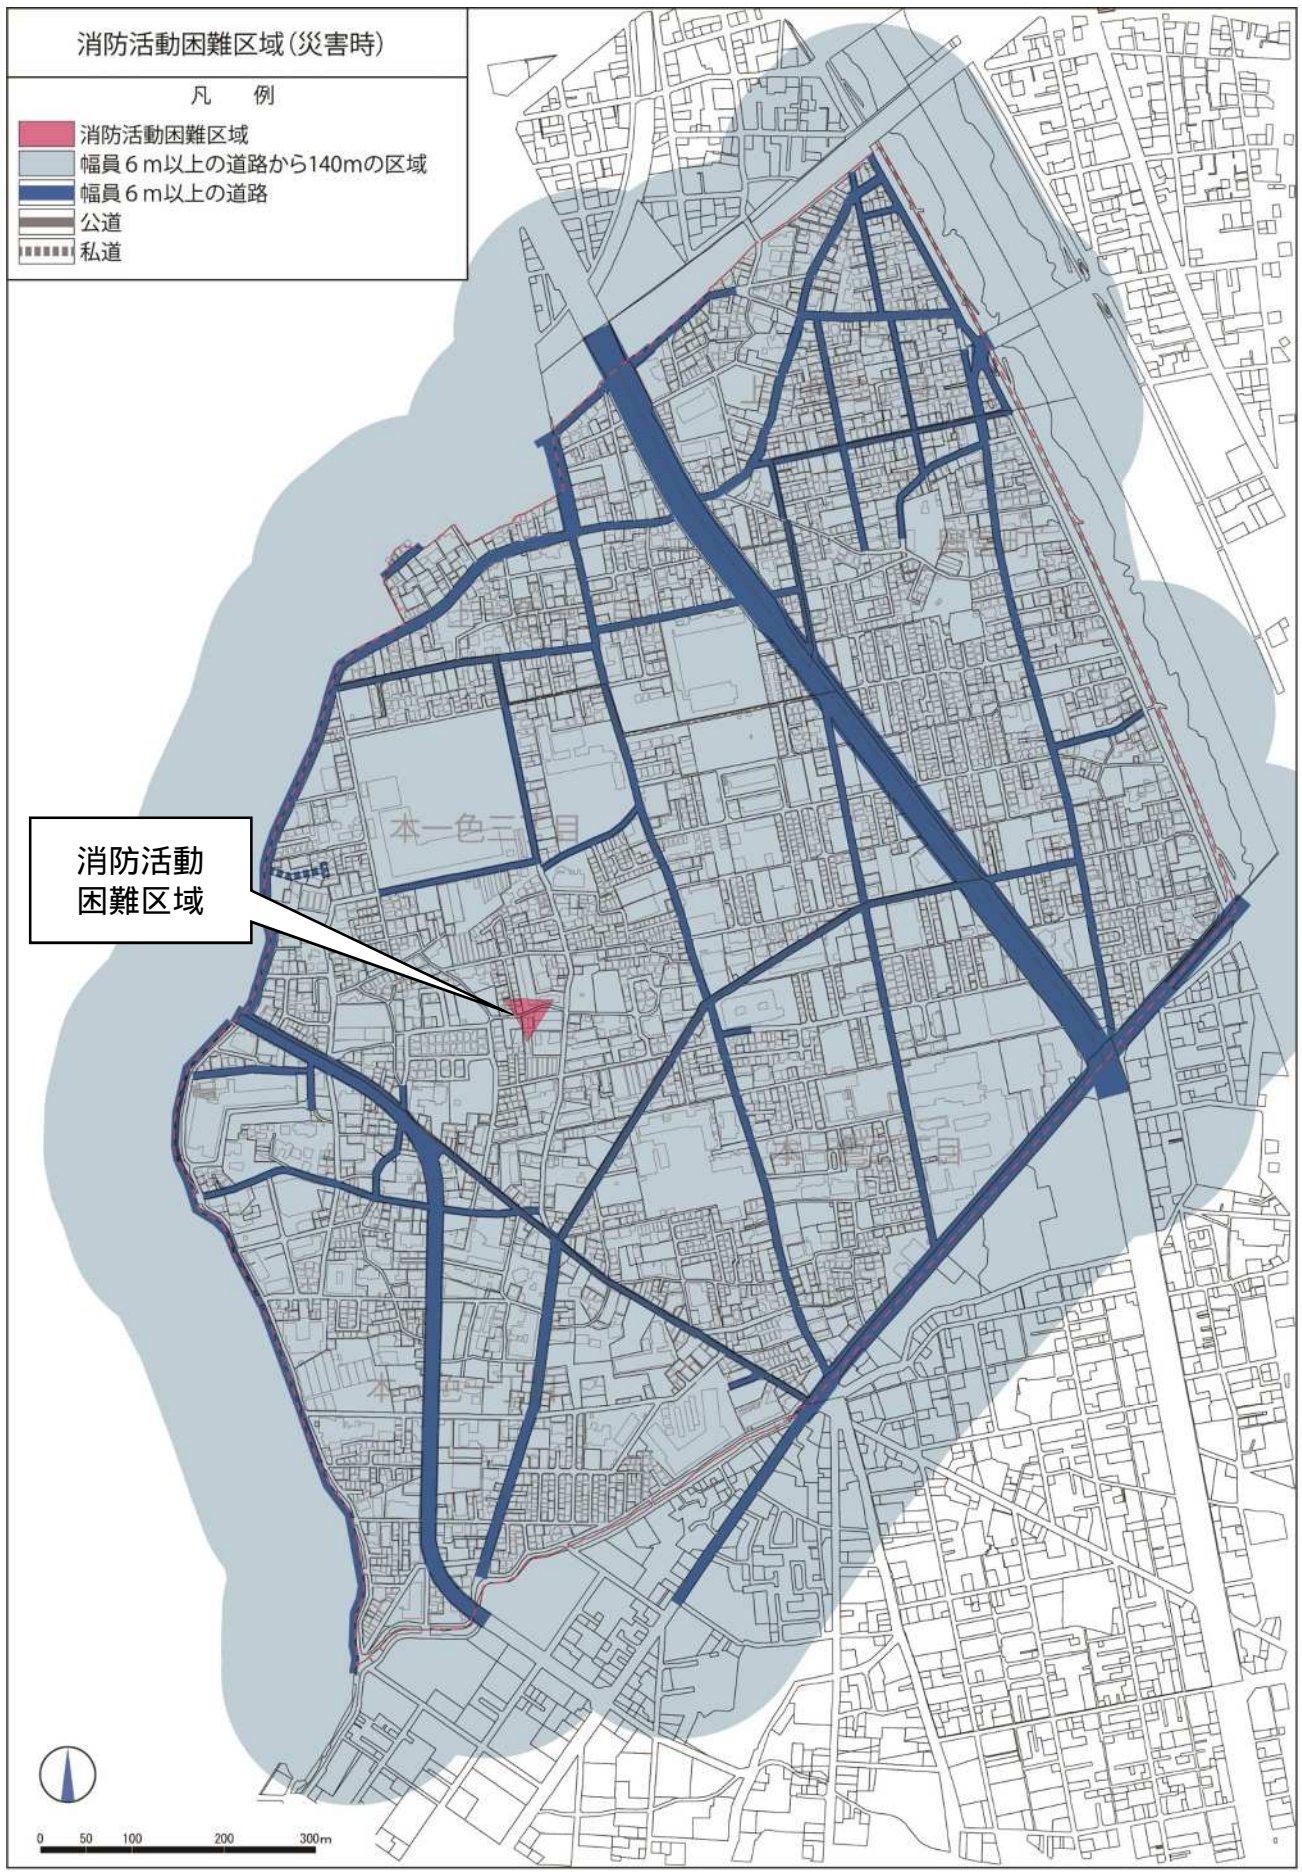 消防活動困難区域(災害時)
凡 例
消防活動困難区域
幅員6m以上の道路から140mの区域
幅員6m以上の道路
公道
私道
本一色三丁目
消防活動
困難区域
0 50 100 200 300m